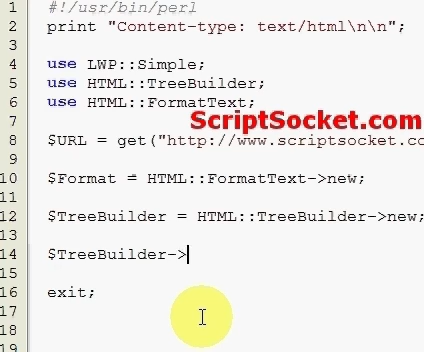 1 #!/usr/bin/perl
2 print "Content-type: text/html\n\n";
3
4 use LWP::Simple;
5 use HTML::TreeBuilder;
6 use HTML::FormatText;
ScriptSocket.com
7
8 $URL = get("http://www.scriptsocket.co
9
10 $Format = HTML::FormatText->new;
11
12 $TreeBuilder = HTML::TreeBuilder->new;
13
14 $TreeBuilder->
15
16 exit;
17
18
19